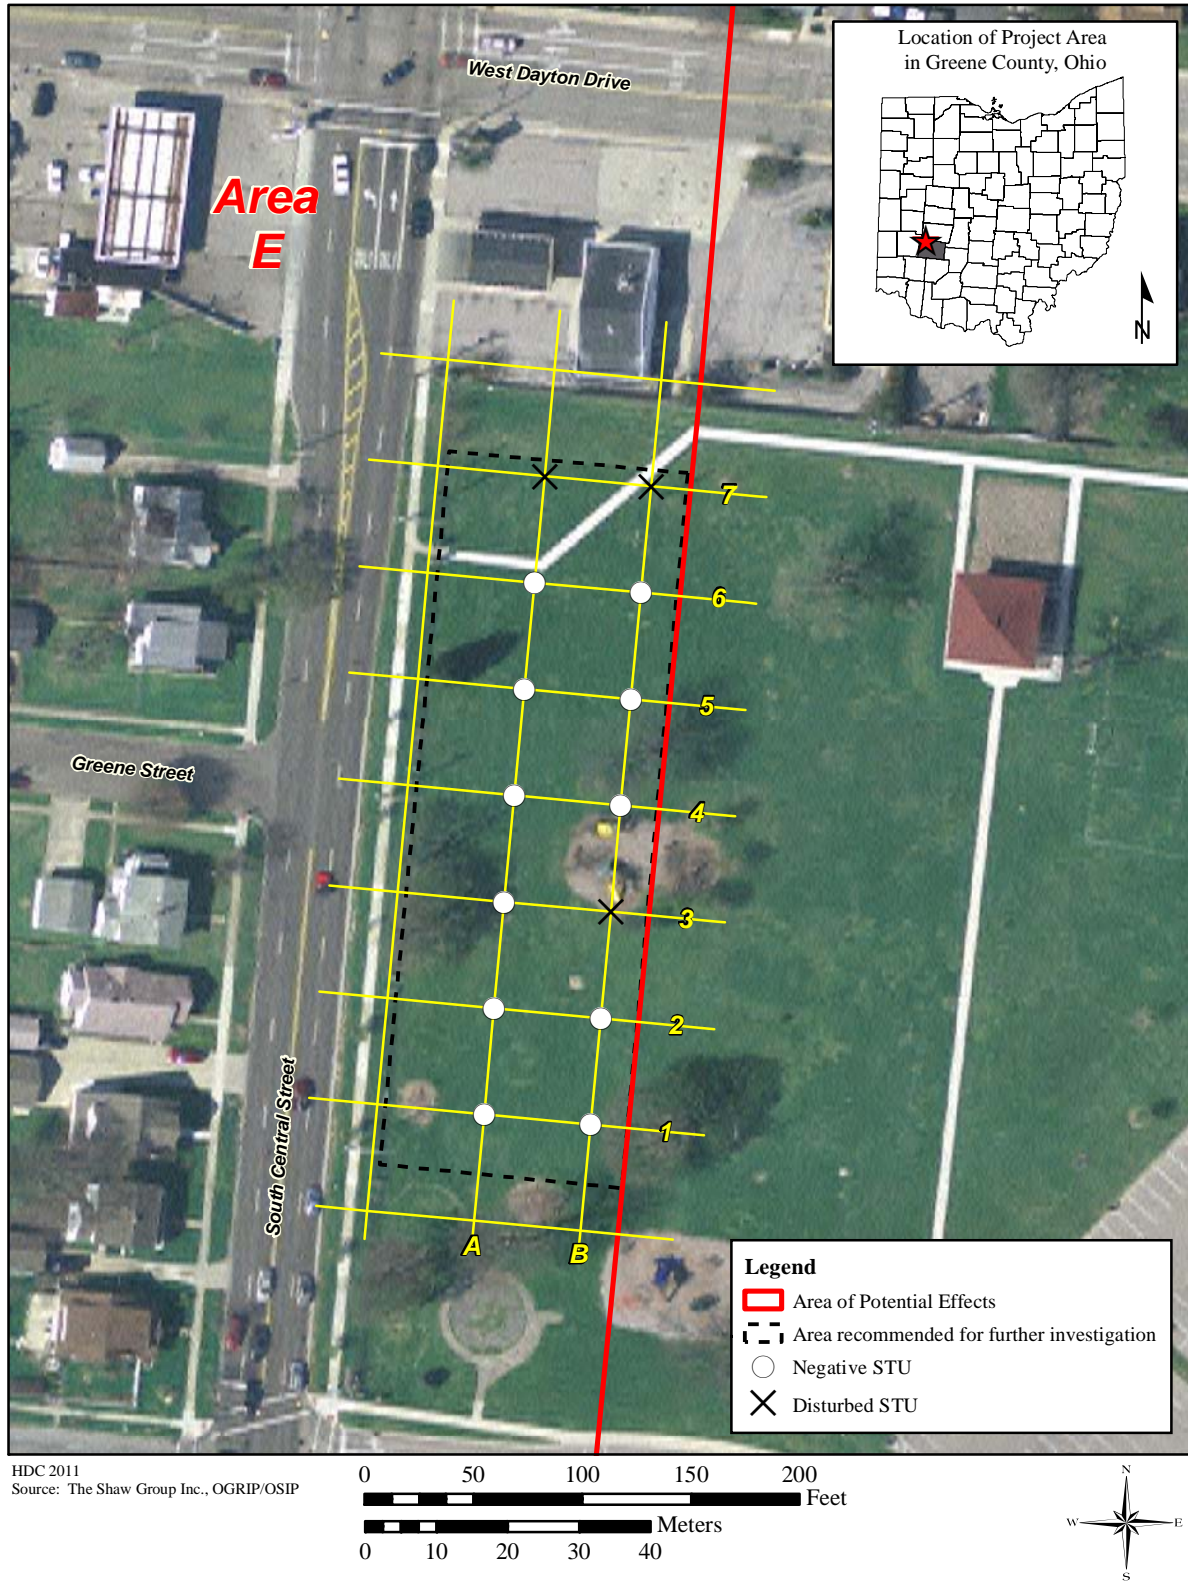 Location of Project Area
in Greene County, Ohio
N
West Dayton Drive
Area
E
7
6
5
Greene Street
4
3
2
1
South Central Street
A
B
Legend
Area of Potential Effects
Area recommended for further investigation
Negative STU
Disturbed STU
HDC 2011
Source: The Shaw Group Inc., OGRIP/OSIP
0 50 100 150 200
Feet
Meters
0 10 20 30 40
N
W E
S